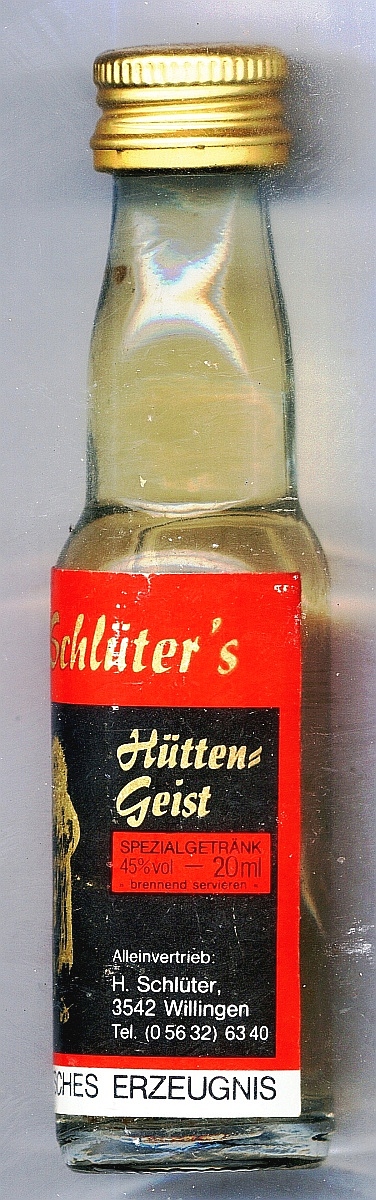 Schlüter's
Hütten=
Geist
SPEZIALGETRÄNK
45%vol — 20ml
- brennend servieren -
Alleinvertrieb:
H. Schlüter,
3542 Willingen
Tel. (0 56 32) 63 40
SCHES ERZEUGNIS